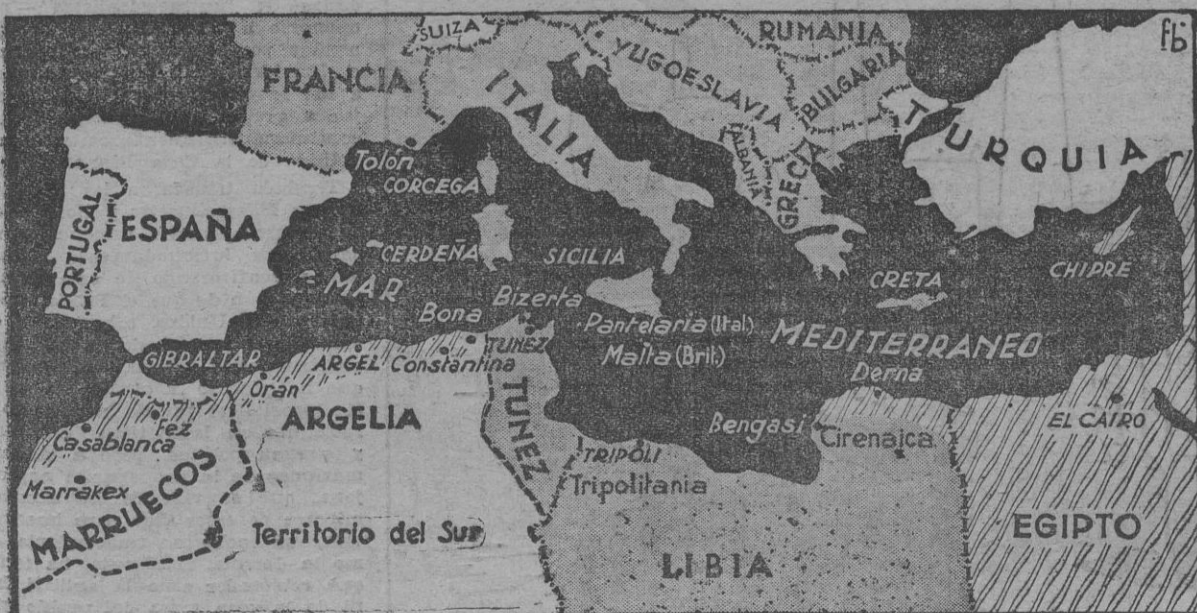 fb
SUIZA
RUMANIA
FRANCIA
YUGOESLAVIA
BULGARIA
ITALIA
TURQUIA
ALBANIA
GRECIA
Tolón
CORCEGA
PORTUGAL
ESPAÑA
CERDEÑA
SICILIA
CRETA
CHIPRE
MAR
MEDITERRANEO
Bizerta
Bona
Pantelaria (Ital.)
Malta (Brit.)
GIBRALTAR
ARGEL
Constantina
TUNEZ
Derna
Oran
ARGELIA
TUNEZ
Fez
Casablanca
Bengasi
Cirenaica
EL CAIRO
TRIPOLI
Tripolitania
Marrakex
MARRUECOS
Territorio del Sur
LIBIA
EGIPTO